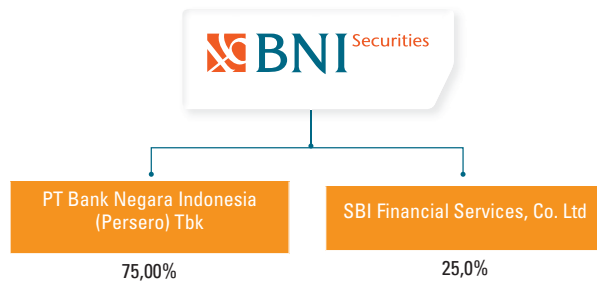 BNI Securities
PT Bank Negara Indonesia
(Persero) Tbk
SBI Financial Services, Co. Ltd
75,00%
25,0%